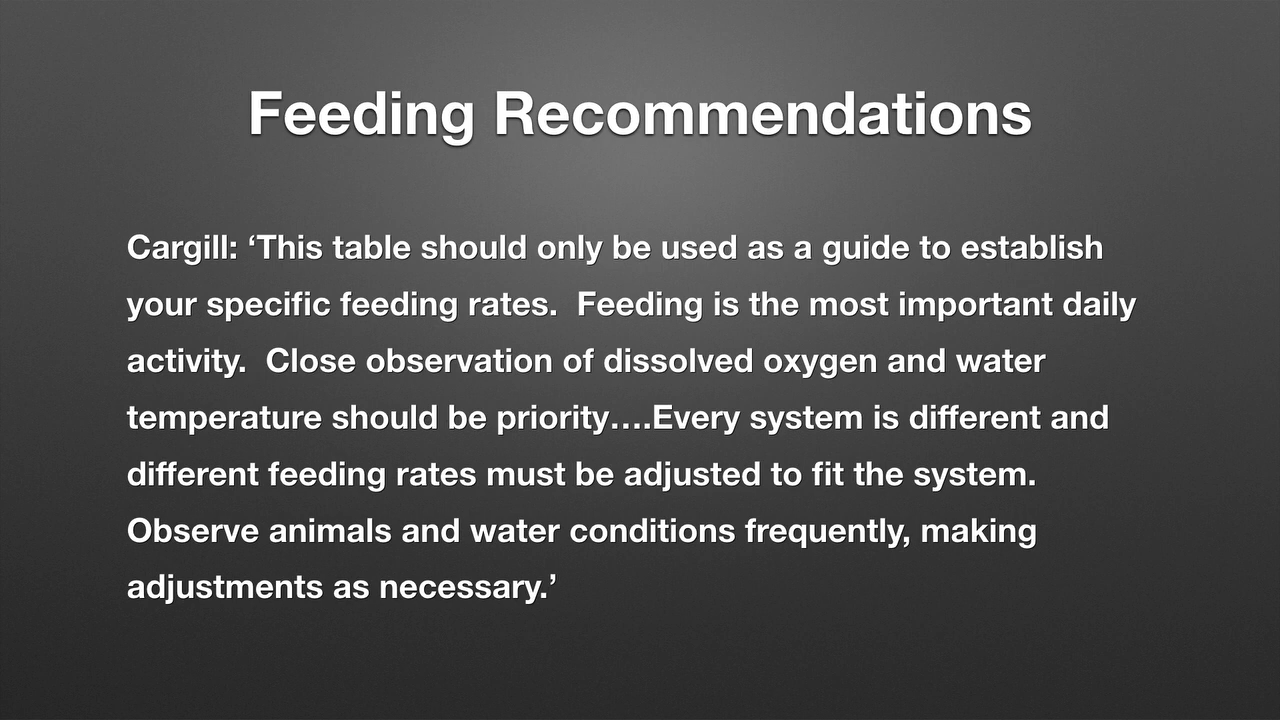 Feeding Recommendations
Cargill: ‘This table should only be used as a guide to establish
your specific feeding rates.  Feeding is the most important daily
activity.  Close observation of dissolved oxygen and water
temperature should be priority….Every system is different and
different feeding rates must be adjusted to fit the system.
Observe animals and water conditions frequently, making
adjustments as necessary.’